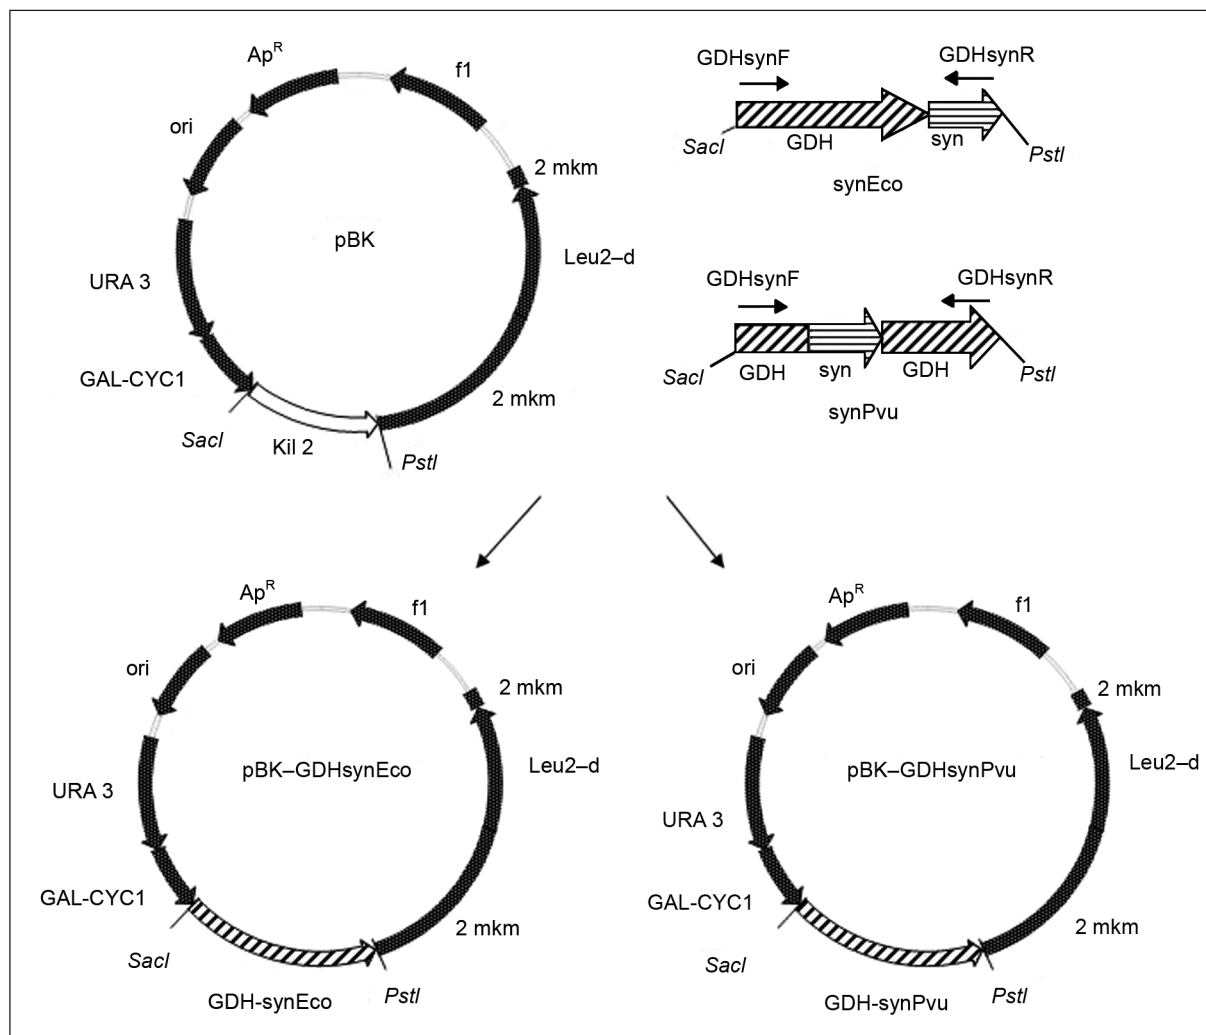 Ap^R
f1
ori
2 mkm
pBK
Leu2–d
URA 3
GAL-CYC1
2 mkm
SacI
Kil 2
PstI
GDHsynF
GDHsynR
SacI
GDH
syn
PstI
synEco
GDHsynF
GDHsynR
SacI
GDH
syn
GDH
PstI
synPvu
Ap^R
f1
ori
2 mkm
pBK–GDHsynEco
Leu2–d
URA 3
GAL-CYC1
2 mkm
SacI
PstI
GDH-synEco
Ap^R
f1
ori
2 mkm
pBK–GDHsynPvu
Leu2–d
URA 3
GAL-CYC1
2 mkm
SacI
PstI
GDH-synPvu